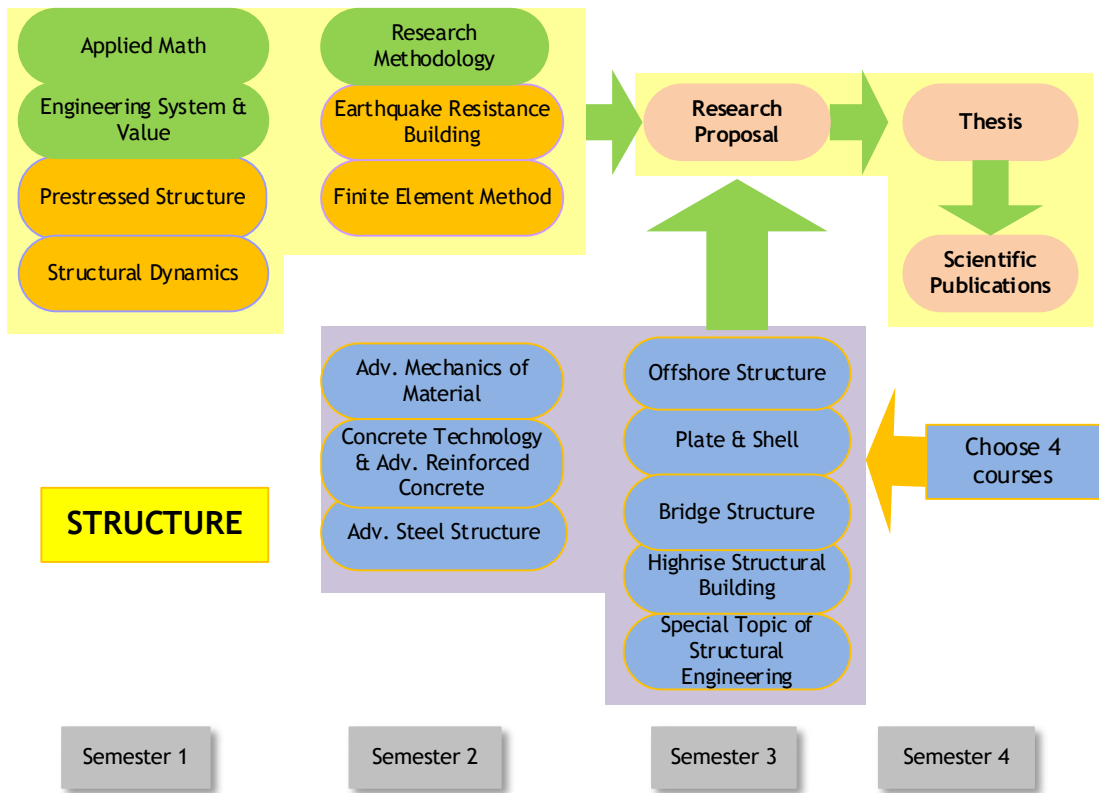 Applied Math
Engineering System &
Value
Prestressed Structure
Structural Dynamics
Research
Methodology
Earthquake Resistance
Building
Finite Element Method
Research
Proposal
Thesis
Scientific
Publications
Adv. Mechanics of
Material
Concrete Technology
& Adv. Reinforced
Concrete
Adv. Steel Structure
Offshore Structure
Plate & Shell
Bridge Structure
Highrise Structural
Building
Special Topic of
Structural
Engineering
Choose 4
courses
STRUCTURE
Semester 1
Semester 2
Semester 3
Semester 4